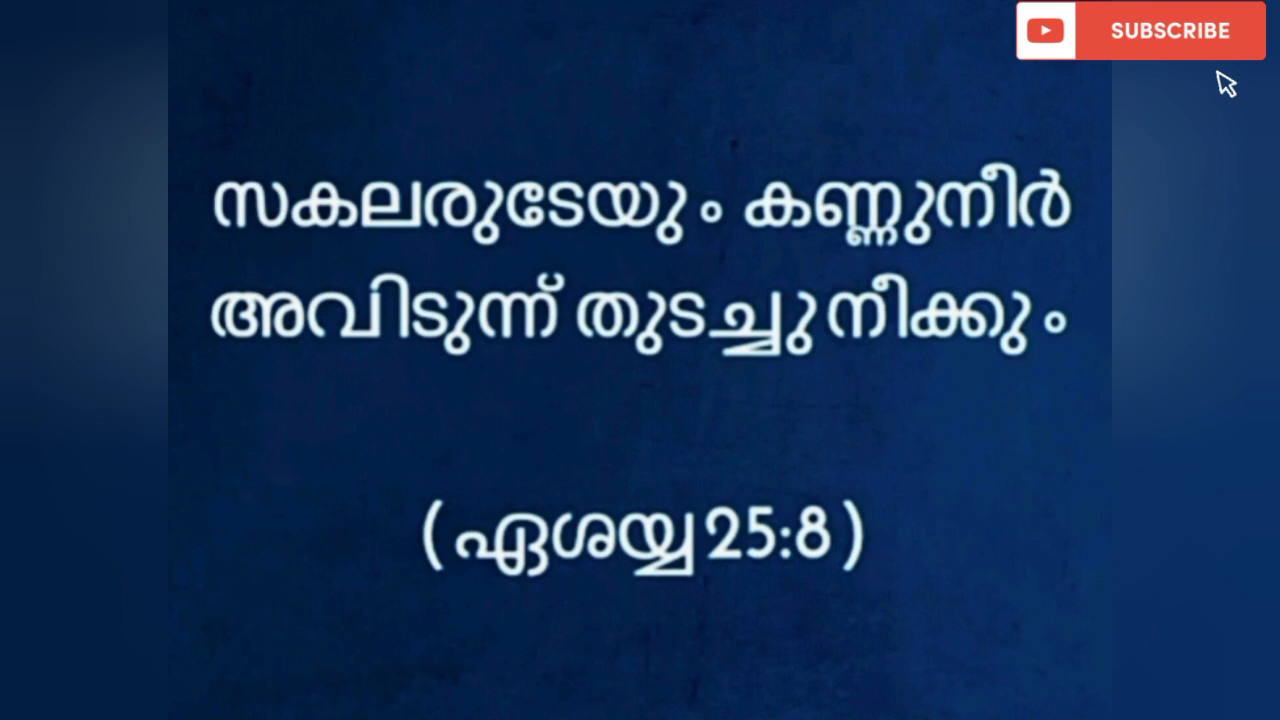 SUBSCRIBE
സകലരുടേയും കണ്ണുനീർ
അവിടുന്ന് തുടച്ചുനീക്കും
(ഏശയ്യ 25:8)